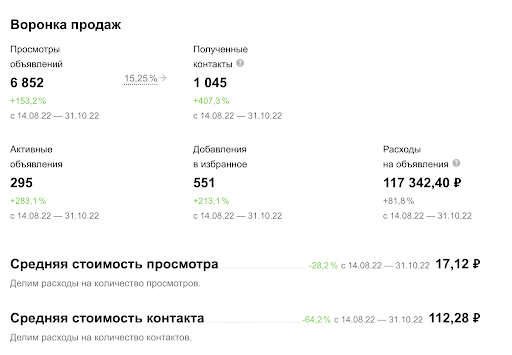 Воронка продаж
Просмотры
объявлений
6 852
+153,2 %
с 14.08.22 — 31.10.22
15,25 %→
Полученные
контакты ?
1 045
+407,3 %
с 14.08.22 — 31.10.22
Активные
объявления
295
+283,1 %
с 14.08.22 — 31.10.22
Добавления
в избранное
551
+213,1 %
с 14.08.22 — 31.10.22
Расходы
на объявления ?
117 342,40 ₽
+81,8 %
с 14.08.22 — 31.10.22
Средняя стоимость просмотра -28,2 % с 14.08.22 — 31.10.22 17,12 ₽
Делим расходы на количество просмотров.
Средняя стоимость контакта -64,2 % с 14.08.22 — 31.10.22 112,28 ₽
Делим расходы на количество контактов.